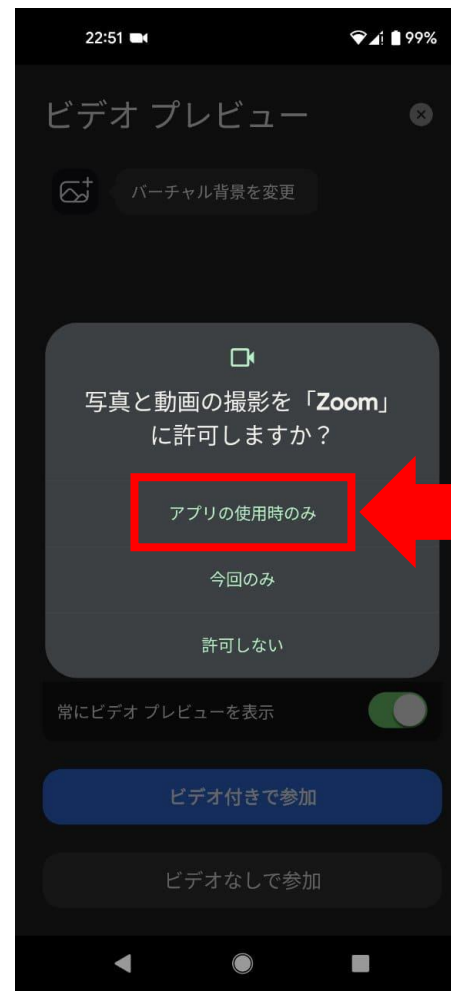 22:51 99%
ビデオ プレビュー
バーチャル背景を変更
写真と動画の撮影を「Zoom」
に許可しますか？
アプリの使用時のみ
今回のみ
許可しない
常にビデオ プレビューを表示
ビデオ付きで参加
ビデオなしで参加